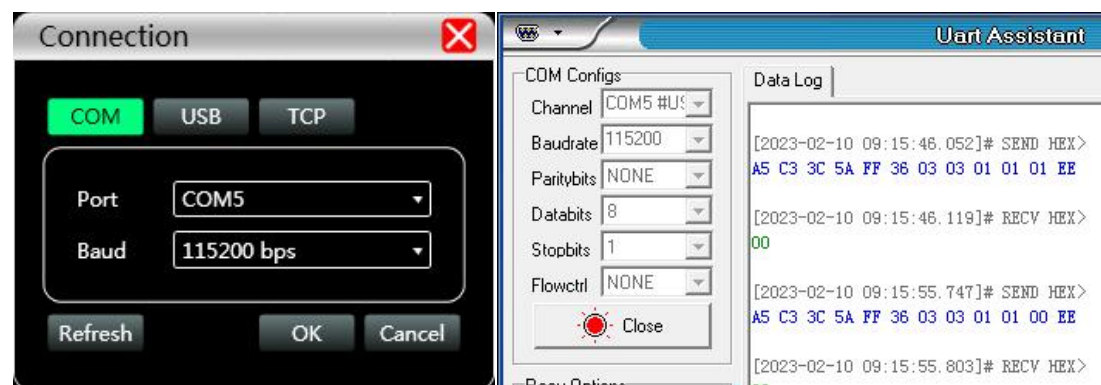 Connection
COM USB TCP
Port COM5
Baud 115200 bps
Refresh OK Cancel
Uart Assistant
COM Configs
Channel COM5 #US
Baudrate 115200
Paritybits NONE
Databits 8
Stopbits 1
Flowctrl NONE
Close
Data Log
[2023-02-10 09:15:46.052]# SEND HEX>
A5 C3 3C 5A FF 36 03 03 01 01 01 EE
[2023-02-10 09:15:46.119]# RECV HEX>
00
[2023-02-10 09:15:55.747]# SEND HEX>
A5 C3 3C 5A FF 36 03 03 01 01 00 EE
[2023-02-10 09:15:55.803]# RECV HEX>